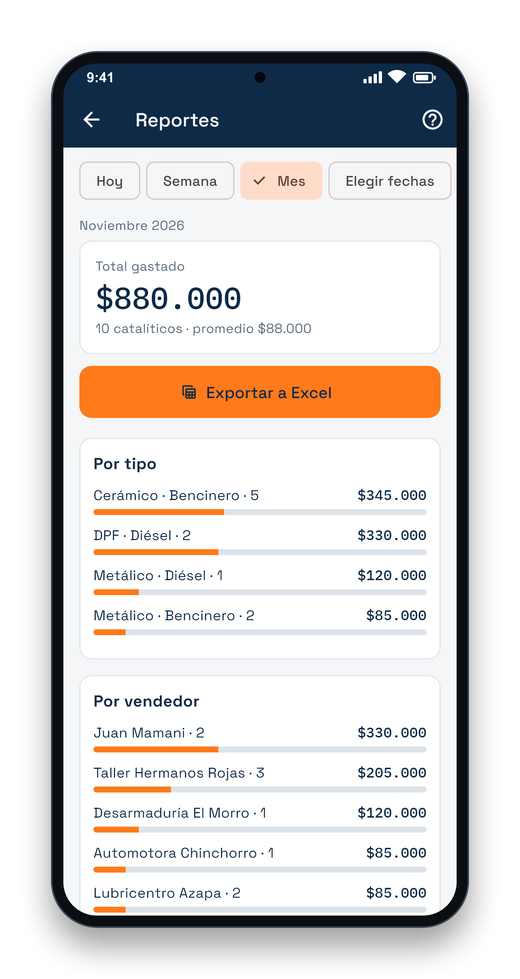 9:41
Reportes
Hoy
Semana
Mes
Elegir fechas
Noviembre 2026
Total gastado
$880.000
10 catalíticos · promedio $88.000
Exportar a Excel
Por tipo
Cerámico · Bencinero · 5 $345.000
DPF · Diésel · 2 $330.000
Metálico · Diésel · 1 $120.000
Metálico · Bencinero · 2 $85.000
Por vendedor
Juan Mamani · 2 $330.000
Taller Hermanos Rojas · 3 $205.000
Desarmaduría El Morro · 1 $120.000
Automotora Chinchorro · 1 $85.000
Lubricentro Azapa · 2 $85.000